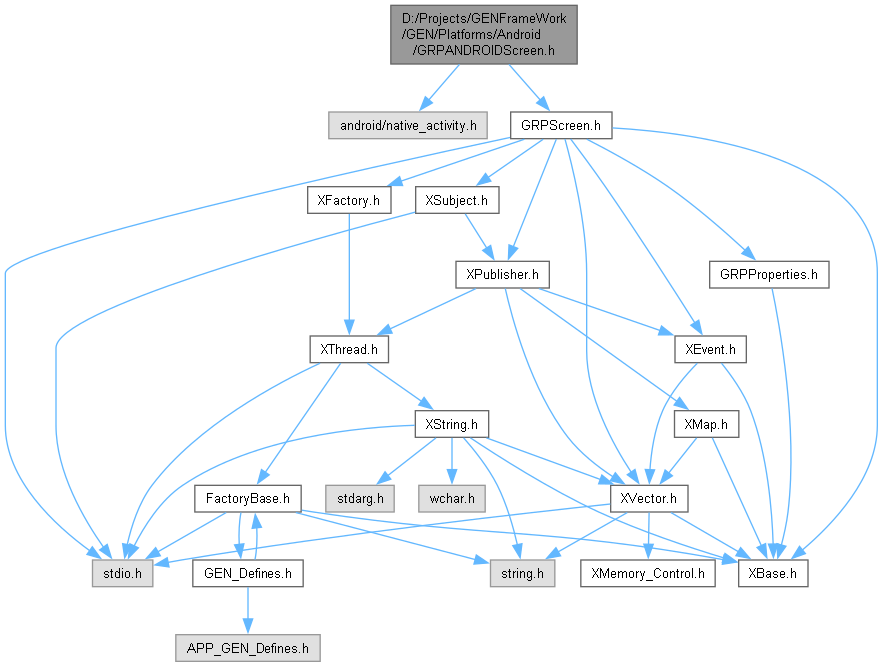 D:/Projects/GENFrameWork
/GEN/Platforms/Android
/GRPANDROIDScreen.h
android/native_activity.h
GRPScreen.h
XFactory.h
XSubject.h
XPublisher.h
GRPProperties.h
XThread.h
XEvent.h
XString.h
XMap.h
FactoryBase.h
stdarg.h
wchar.h
XVector.h
stdio.h
GEN_Defines.h
string.h
XMemory_Control.h
XBase.h
APP_GEN_Defines.h